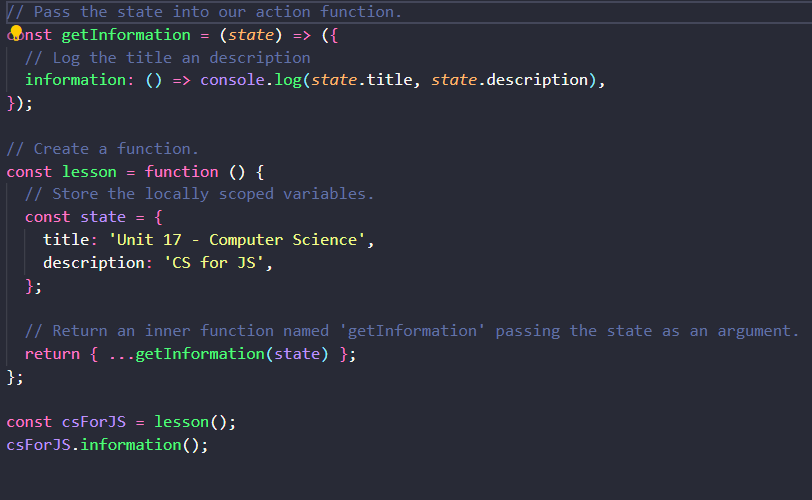 // Pass the state into our action function.
const getInformation = (state) => ({
  // Log the title an description
  information: () => console.log(state.title, state.description),
});

// Create a function.
const lesson = function () {
  // Store the locally scoped variables.
  const state = {
    title: 'Unit 17 - Computer Science',
    description: 'CS for JS',
  };

  // Return an inner function named 'getInformation' passing the state as an argument.
  return { ...getInformation(state) };
};

const csForJS = lesson();
csForJS.information();